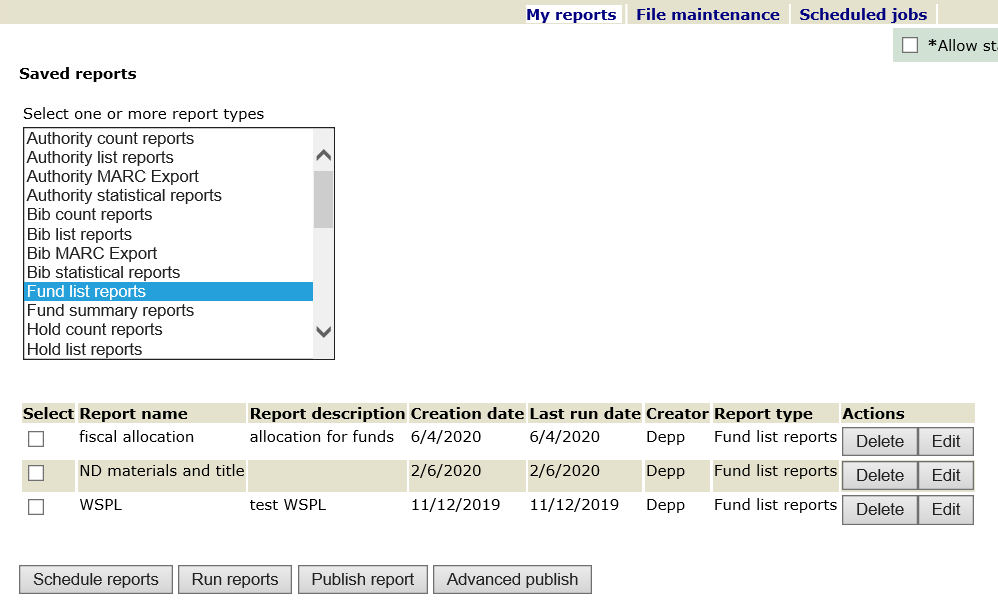 My reports File maintenance Scheduled jobs
*Allow sta
Saved reports
Select one or more report types
Authority count reports
Authority list reports
Authority MARC Export
Authority statistical reports
Bib count reports
Bib list reports
Bib MARC Export
Bib statistical reports
Fund list reports
Fund summary reports
Hold count reports
Hold list reports
Select Report name Report description Creation date Last run date Creator Report type Actions
fiscal allocation allocation for funds 6/4/2020 6/4/2020 Depp Fund list reports Delete Edit
ND materials and title 2/6/2020 2/6/2020 Depp Fund list reports Delete Edit
WSPL test WSPL 11/12/2019 11/12/2019 Depp Fund list reports Delete Edit
Schedule reports Run reports Publish report Advanced publish